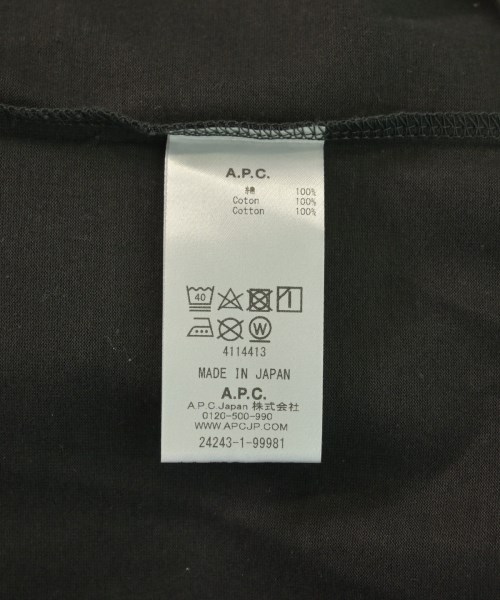 A.P.C.
綿 100%
Coton 100%
Cotton 100%
40
W
4114413
MADE IN JAPAN
A.P.C.
A.P.C Japan 株式会社
0120-500-990
WWW.APCJP.COM
24243-1-99981